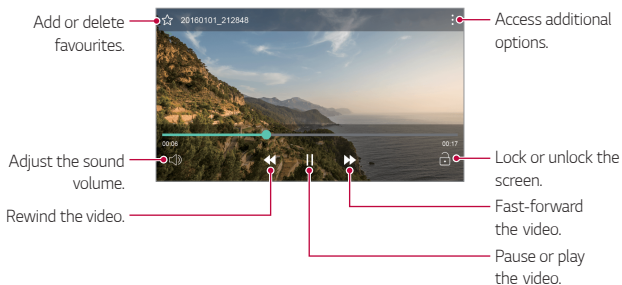 Add or delete
favourites.
20160101_212848
Access additional
options.
00:06
00:17
Adjust the sound
volume.
Lock or unlock the
screen.
Rewind the video.
Fast-forward
the video.
Pause or play
the video.